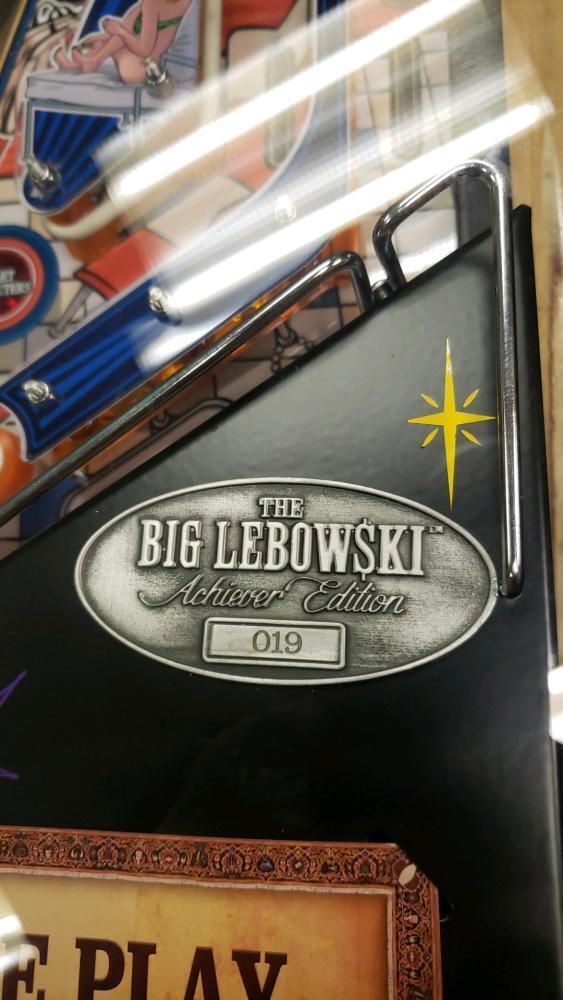 THE
BIG LEBOW$KI™
Achiever Edition
019
E PLAY